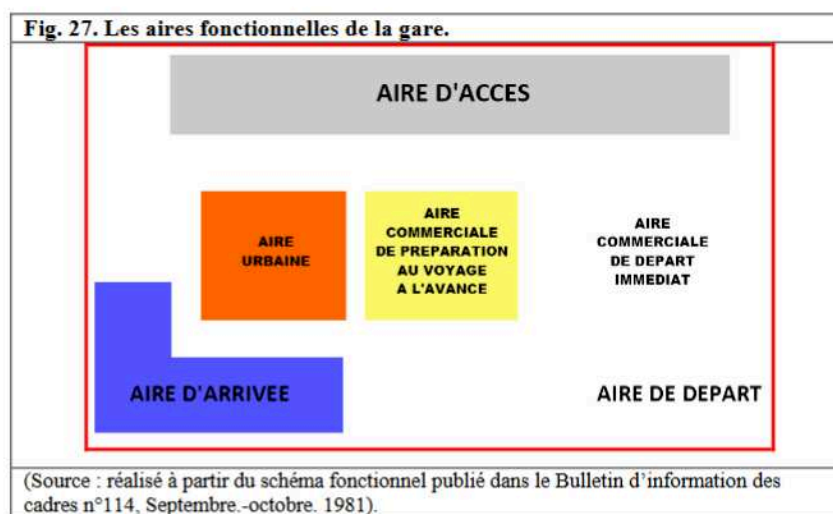 Fig. 27. Les aires fonctionnelles de la gare.
AIRE D'ACCES
AIRE
URBAINE
AIRE
COMMERCIALE
DE PREPARATION
AU VOYAGE
A L'AVANCE
AIRE
COMMERCIALE
DE DEPART
IMMEDIAT
AIRE D'ARRIVEE
AIRE DE DEPART
(Source : réalisé à partir du schéma fonctionnel publié dans le Bulletin d'information des
cadres n°114, Septembre.-octobre. 1981).